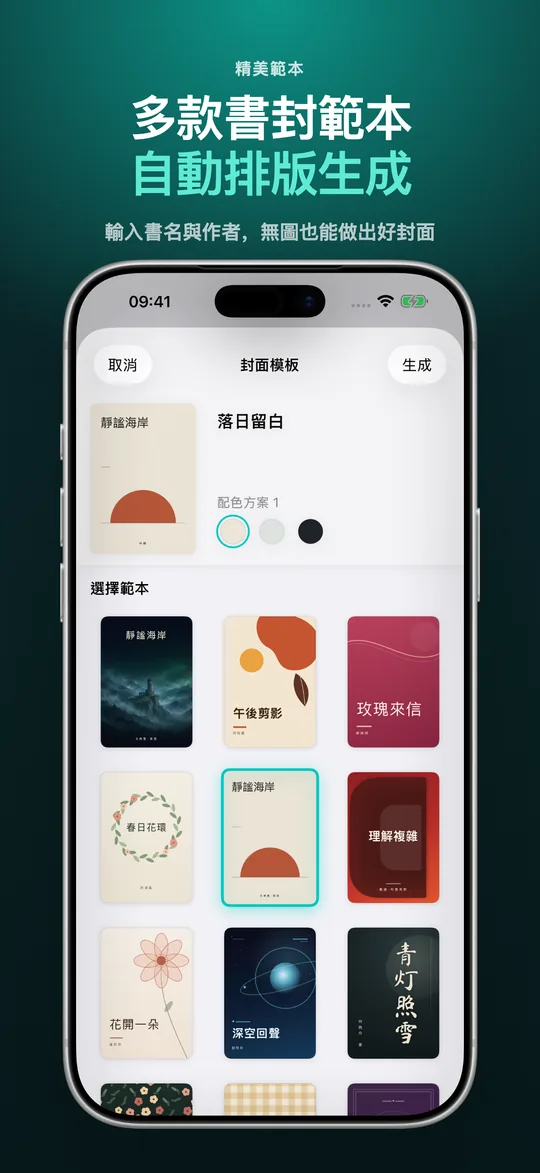 精美範本
多款書封範本
自動排版生成
輸入書名與作者，無圖也能做出好封面
09:41
取消
封面模板
生成
靜謐海岸
落日留白
配色方案 1
選擇範本
靜謐海岸
午後剪影
玫瑰來信
春日花環
靜謐海岸
理解複雜
花開一朵
深空回聲
青灯照雪